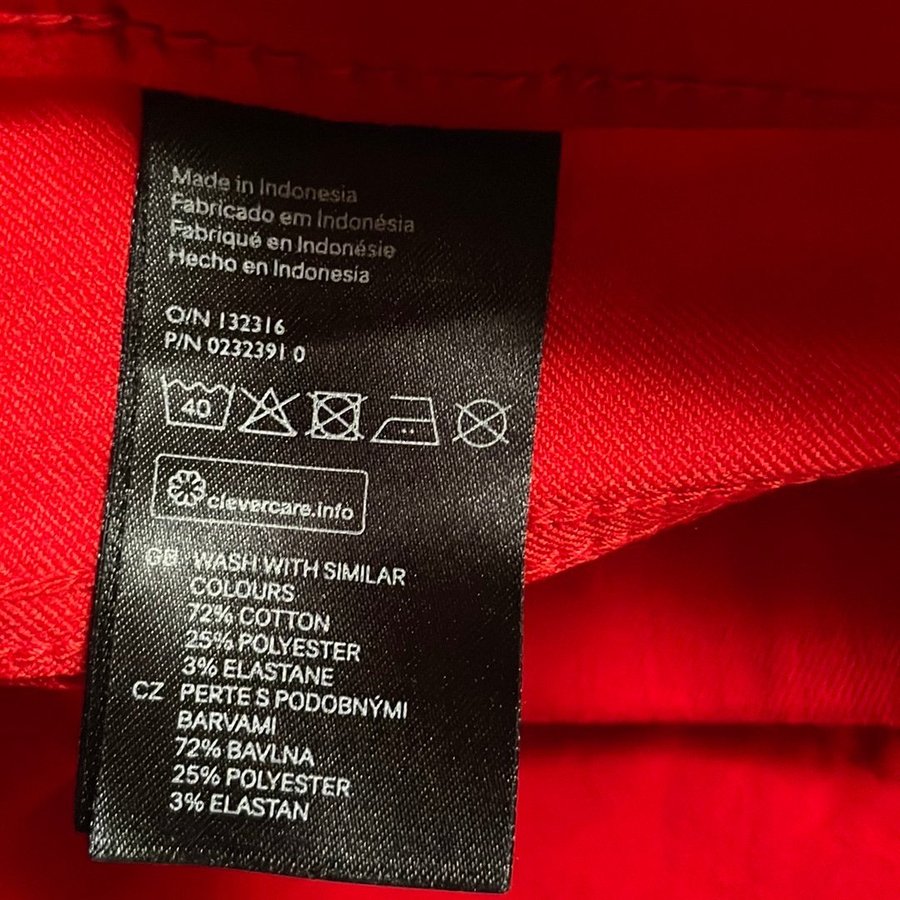 Made in Indonesia
Fabricado em Indonésia
Fabriqué en Indonésie
Hecho en Indonesia
O/N 132316
P/N 0232391 0
40
clevercare.info
GB WASH WITH SIMILAR
COLOURS
72% COTTON
25% POLYESTER
3% ELASTANE
CZ PERTE S PODOBNÝMI
BARVAMI
72% BAVLNA
25% POLYESTER
3% ELASTAN